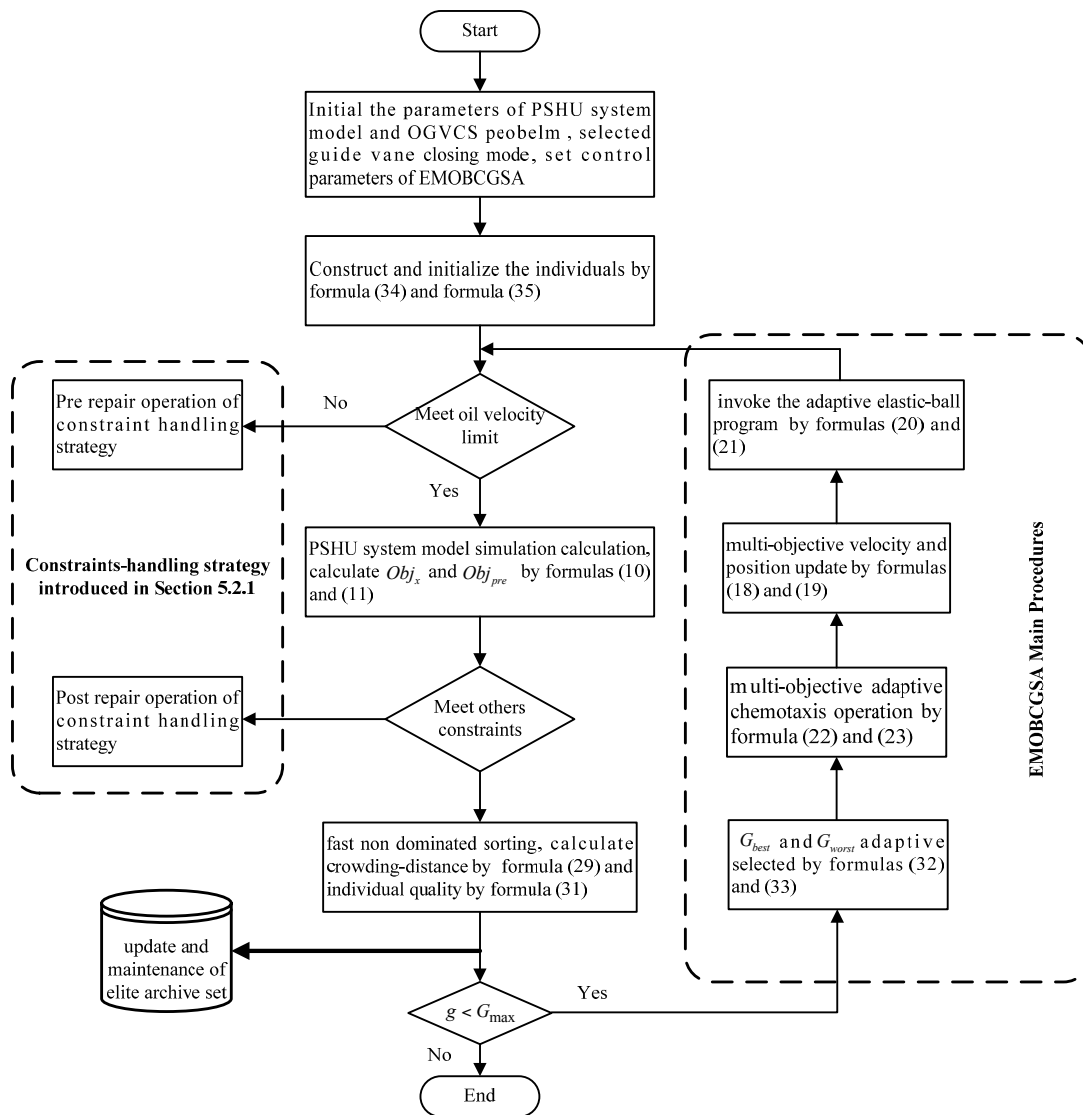 Start
Initial the parameters of PSHU system
model and OGVCS peobelm , selected
guide vane closing mode, set control
parameters of EMOBCGSA
Construct and initialize the individuals by
formula (34) and formula (35)
Meet oil velocity
limit
No
Yes
Pre repair operation of
constraint handling
strategy
Constraints-handling strategy
introduced in Section 5.2.1
Post repair operation of
constraint handling
strategy
PSHU system model simulation calculation,
calculate Obj_x and Obj_pre by formulas (10)
and (11)
Meet others
constraints
fast non dominated sorting, calculate
crowding-distance by formula (29) and
individual quality by formula (31)
update and
maintenance of
elite archive set
g < G_max
Yes
No
End
invoke the adaptive elastic-ball
program by formulas (20) and
(21)
multi-objective velocity and
position update by formulas
(18) and (19)
multi-objective adaptive
chemotaxis operation by
formula (22) and (23)
G_best and G_worst adaptive
selected by formulas (32)
and (33)
EMOBCGSA Main Procedures